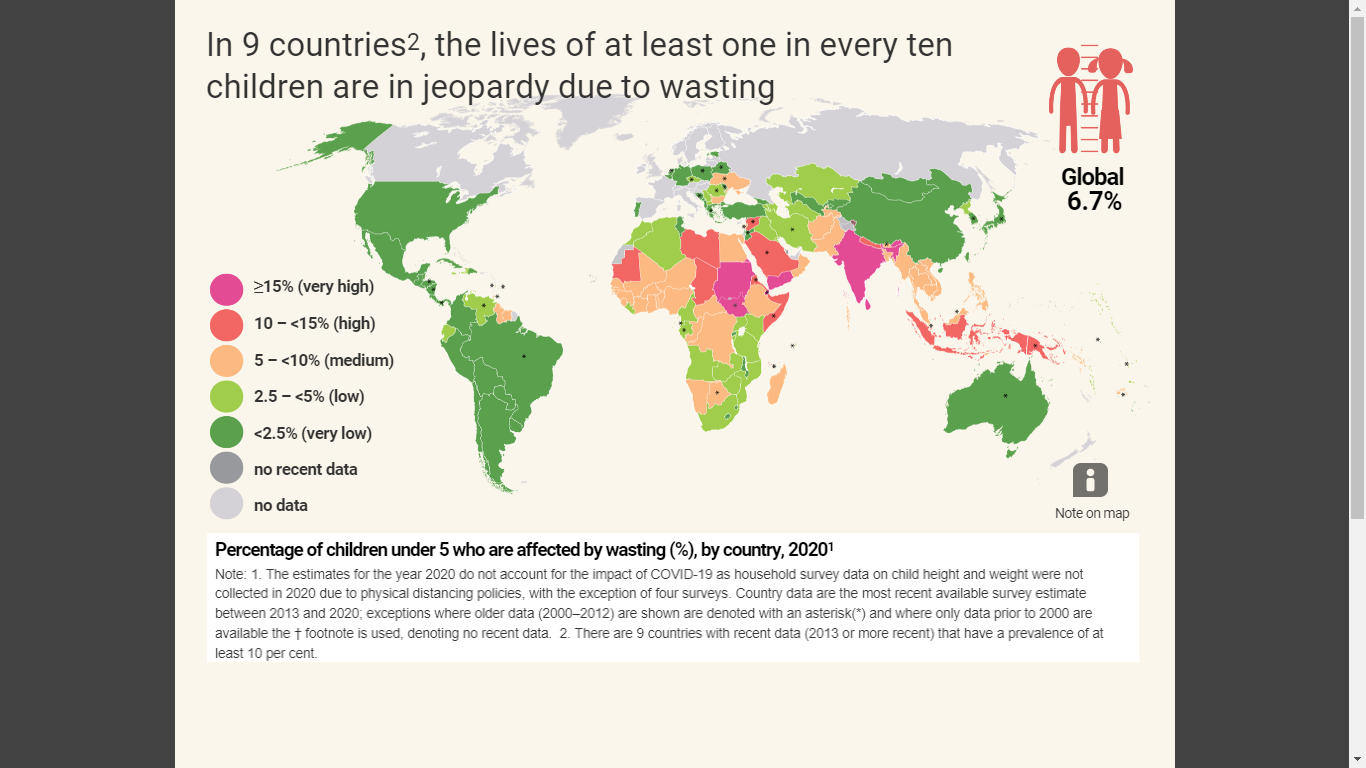 In 9 countries², the lives of at least one in every ten
children are in jeopardy due to wasting
Global
6.7%
≥15% (very high)
10 – <15% (high)
5 – <10% (medium)
2.5 – <5% (low)
<2.5% (very low)
no recent data
no data
Note on map
Percentage of children under 5 who are affected by wasting (%), by country, 2020¹
Note: 1. The estimates for the year 2020 do not account for the impact of COVID-19 as household survey data on child height and weight were not
collected in 2020 due to physical distancing policies, with the exception of four surveys. Country data are the most recent available survey estimate
between 2013 and 2020; exceptions where older data (2000–2012) are shown are denoted with an asterisk(*) and where only data prior to 2000 are
available the † footnote is used, denoting no recent data.  2. There are 9 countries with recent data (2013 or more recent) that have a prevalence of at
least 10 per cent.